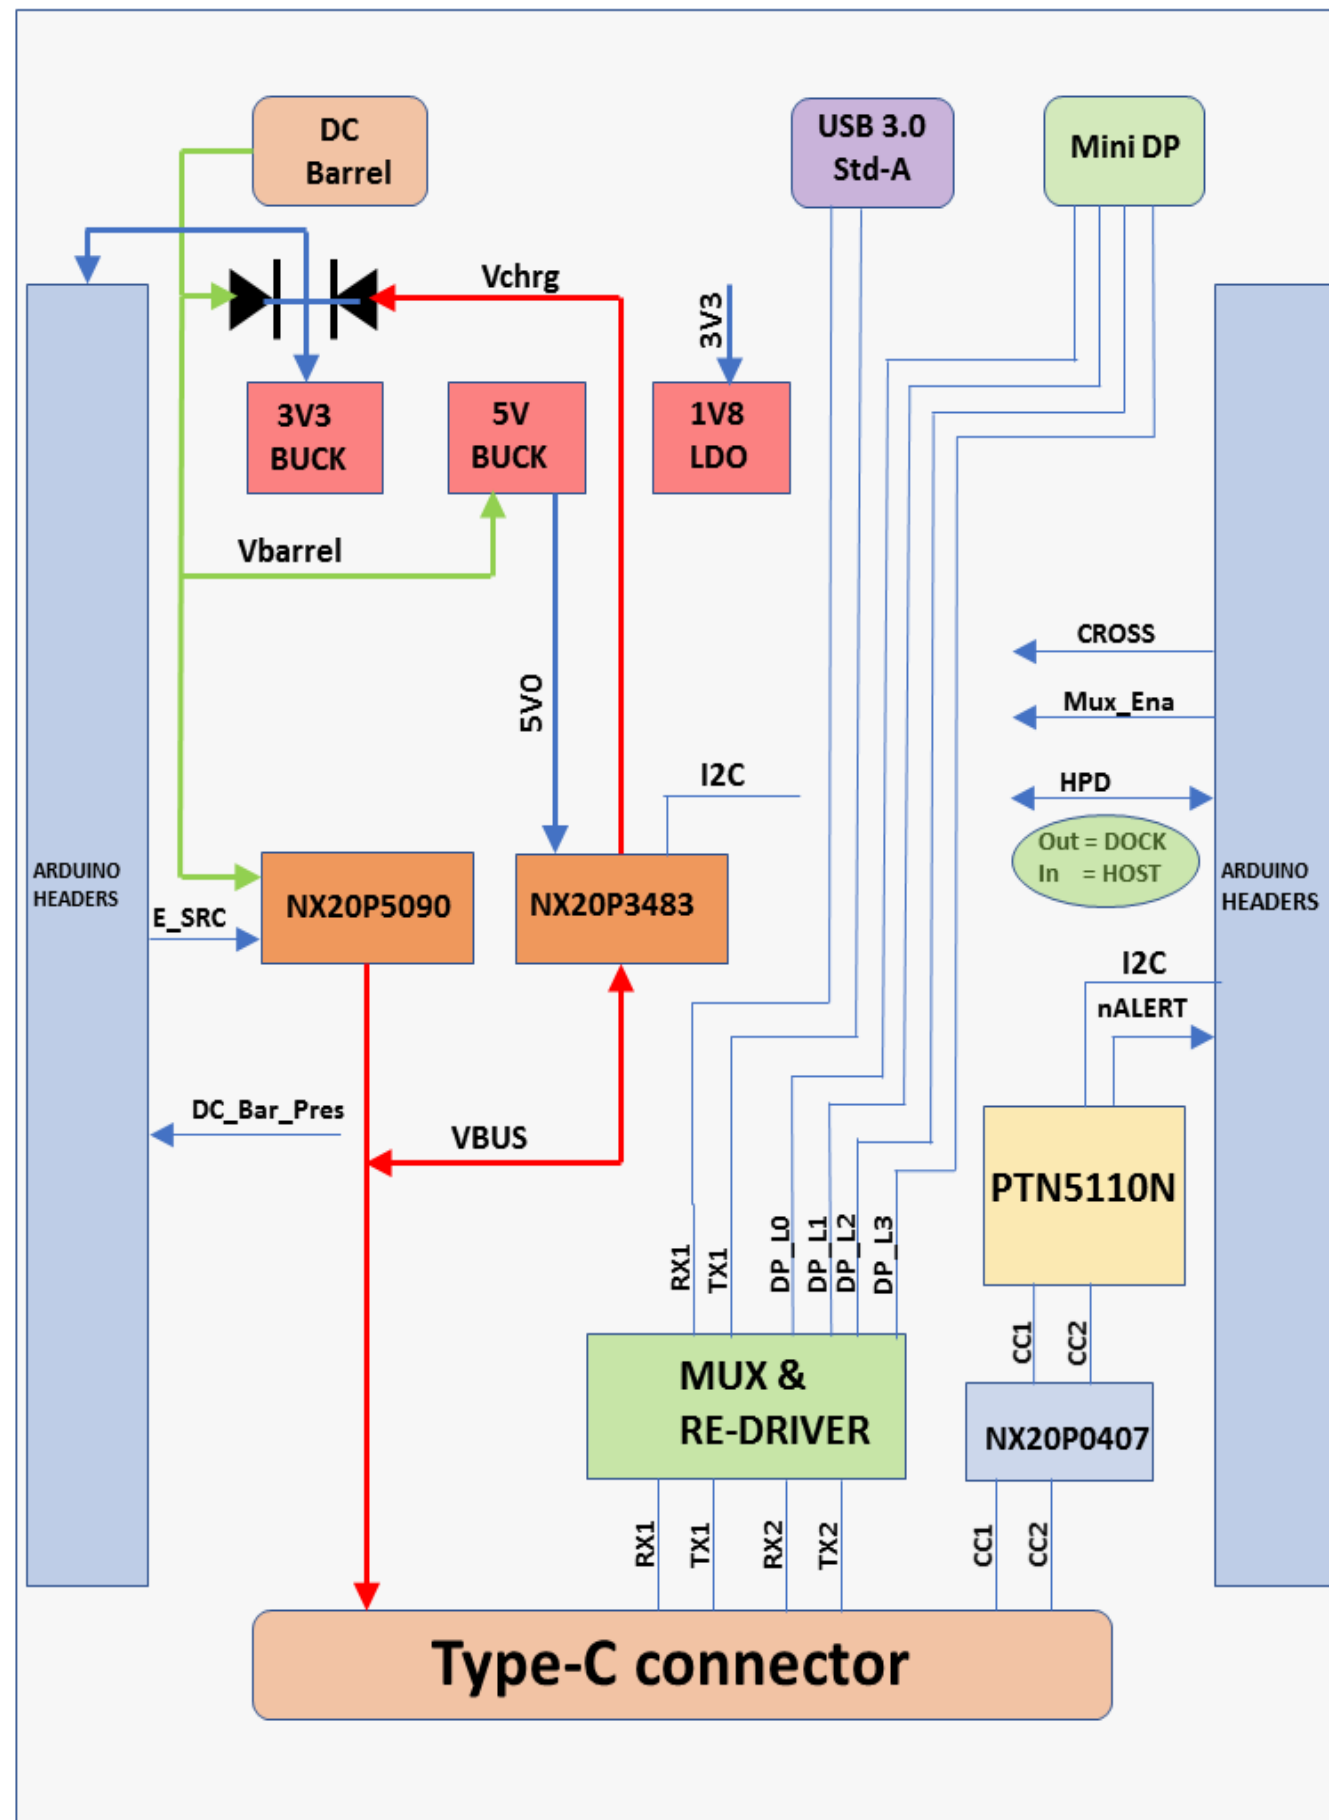 DC
Barrel
USB 3.0
Std-A
Mini DP
Vchrg
3V3
3V3
BUCK
5V
BUCK
1V8
LDO
Vbarrel
CROSS
Mux_Ena
5V0
I2C
HPD
Out = DOCK
In = HOST
ARDUINO
HEADERS
NX20P5090
NX20P3483
ARDUINO
HEADERS
E_SRC
I2C
nALERT
DC_Bar_Pres
VBUS
PTN5110N
RX1
TX1
DP_L0
DP_L1
DP_L2
DP_L3
CC1
CC2
MUX &
RE-DRIVER
NX20P0407
RX1
TX1
RX2
TX2
CC1
CC2
Type-C connector